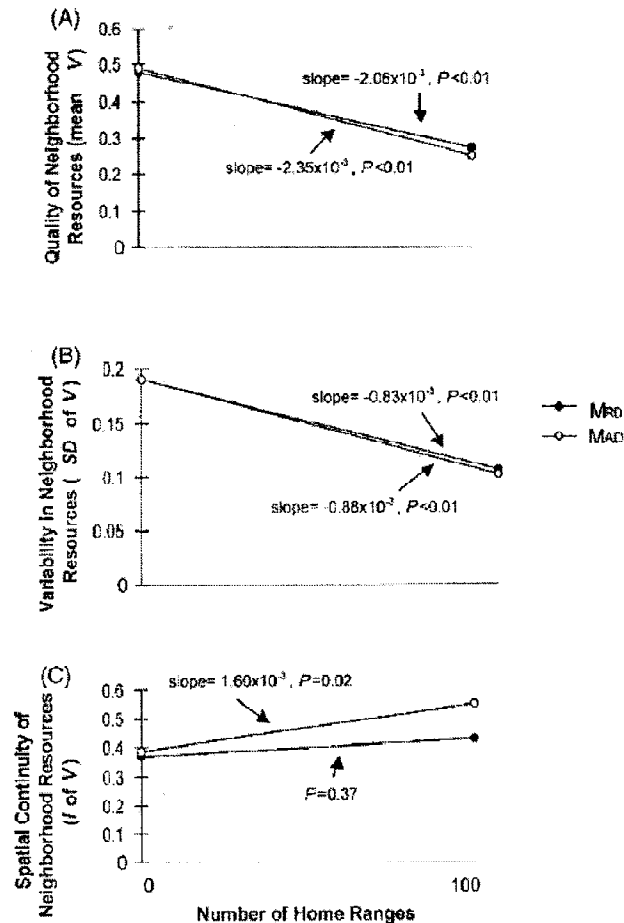 (A)
Quality of Neighborhood
Resources (mean V)
0.6
0.5
0.4
0.3
0.2
0.1
0
slope= -2.06x10⁻³, P<0.01
slope= -2.35x10⁻³, P<0.01
(B)
Variability in Neighborhood
Resources ( SD of V)
0.2
0.15
0.1
0.05
0
slope= -0.83x10⁻³, P<0.01
slope= -0.88x10⁻³, P<0.01
MRD
MAD
(C)
Spatial Continuity of
Neighborhood Resources
(I of V)
0.6
0.5
0.4
0.3
0.2
0.1
0
slope= 1.60x10⁻³, P=0.02
P=0.37
0
100
Number of Home Ranges